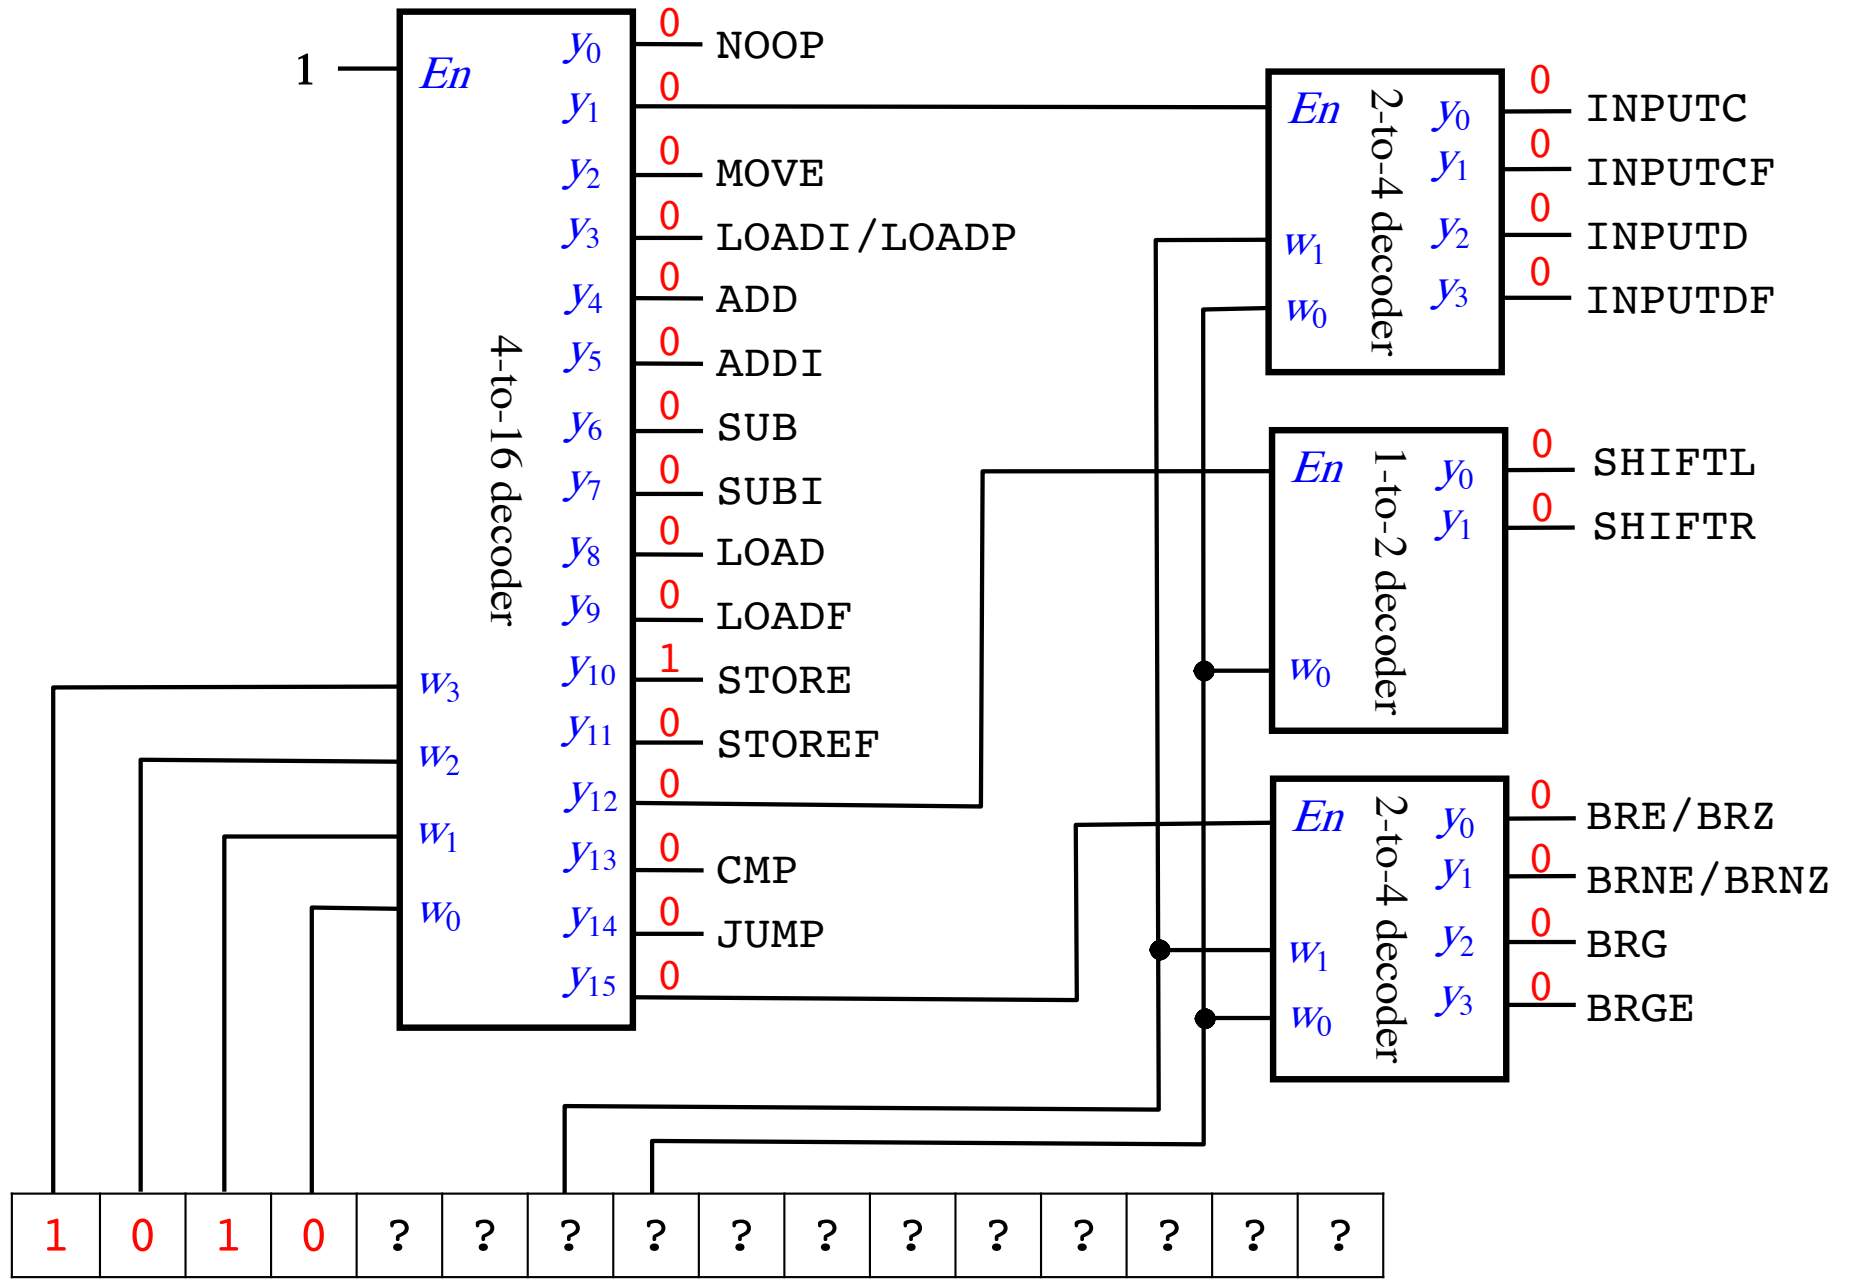 1
En
4-to-16 decoder
w3
w2
w1
w0
y0 0 NOOP
y1 0
y2 0 MOVE
y3 0 LOADI/LOADP
y4 0 ADD
y5 0 ADDI
y6 0 SUB
y7 0 SUBI
y8 0 LOAD
y9 0 LOADF
y10 1 STORE
y11 0 STOREF
y12 0
y13 0 CMP
y14 0 JUMP
y15 0
En
w1
w0
2-to-4 decoder
y0 0 INPUTC
y1 0 INPUTCF
y2 0 INPUTD
y3 0 INPUTDF
En
w0
1-to-2 decoder
y0 0 SHIFTL
y1 0 SHIFTR
En
w1
w0
2-to-4 decoder
y0 0 BRE/BRZ
y1 0 BRNE/BRNZ
y2 0 BRG
y3 0 BRGE
1 0 1 0 ? ? ? ? ? ? ? ? ? ? ? ?